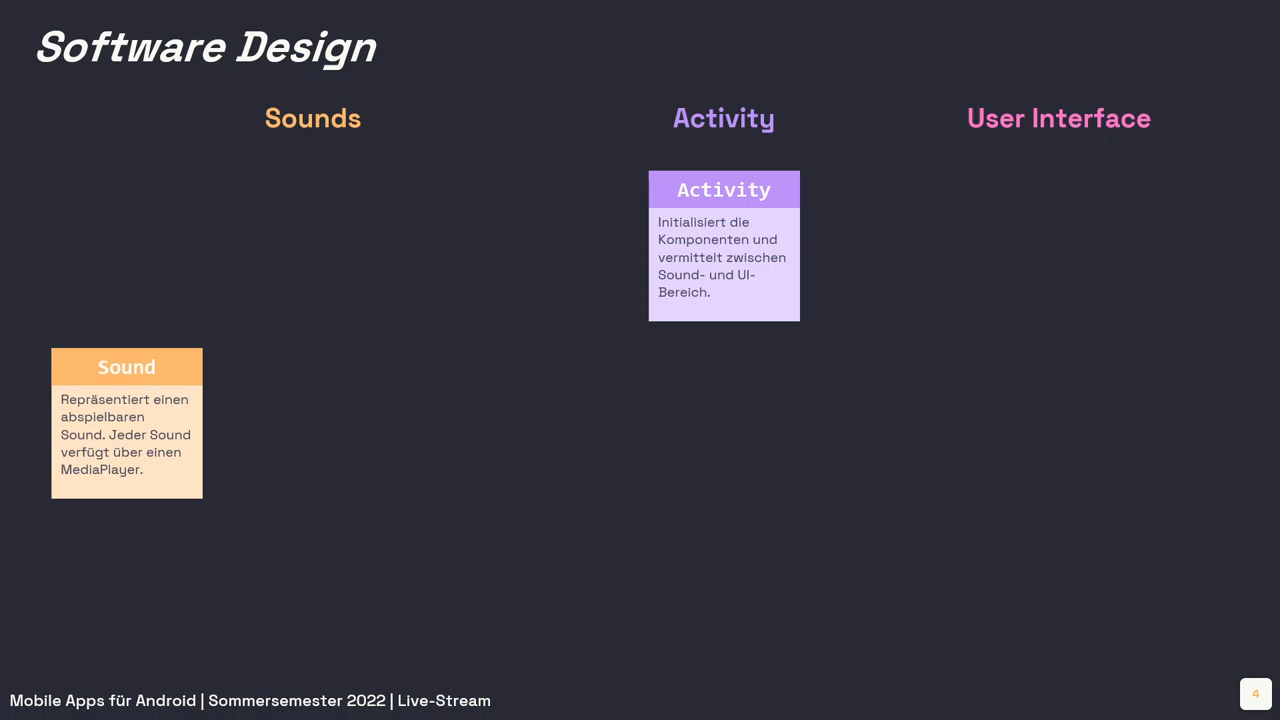 Software Design
Sounds
Activity
User Interface
Activity
Initialisiert die
Komponenten und
vermittelt zwischen
Sound- und UI-
Bereich.
Sound
Repräsentiert einen
abspielbaren
Sound. Jeder Sound
verfügt über einen
MediaPlayer.
Mobile Apps für Android | Sommersemester 2022 | Live-Stream
4